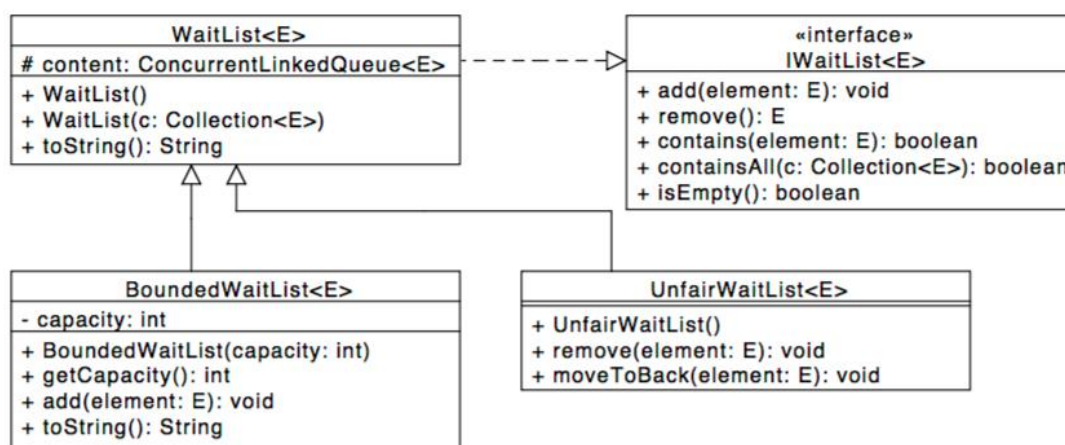 WaitList<E>
# content: ConcurrentLinkedQueue<E>
+ WaitList()
+ WaitList(c: Collection<E>)
+ toString(): String
«interface»
IWaitList<E>
+ add(element: E): void
+ remove(): E
+ contains(element: E): boolean
+ containsAll(c: Collection<E>): boolean
+ isEmpty(): boolean
BoundedWaitList<E>
- capacity: int
+ BoundedWaitList(capacity: int)
+ getCapacity(): int
+ add(element: E): void
+ toString(): String
UnfairWaitList<E>
+ UnfairWaitList()
+ remove(element: E): void
+ moveToBack(element: E): void